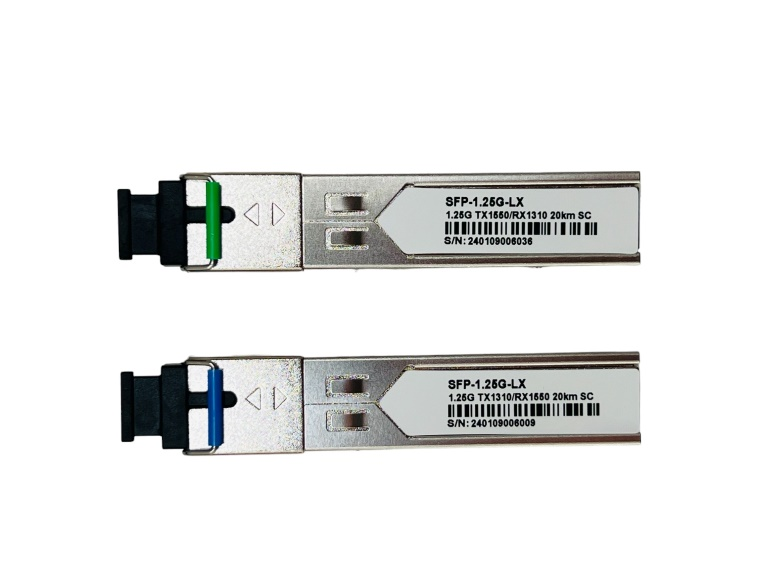 SFP-1.25G-LX
1.25G TX1550/RX1310 20km SC
S/N: 240109006036
SFP-1.25G-LX
1.25G TX1310/RX1550 20km SC
S/N: 240109006009